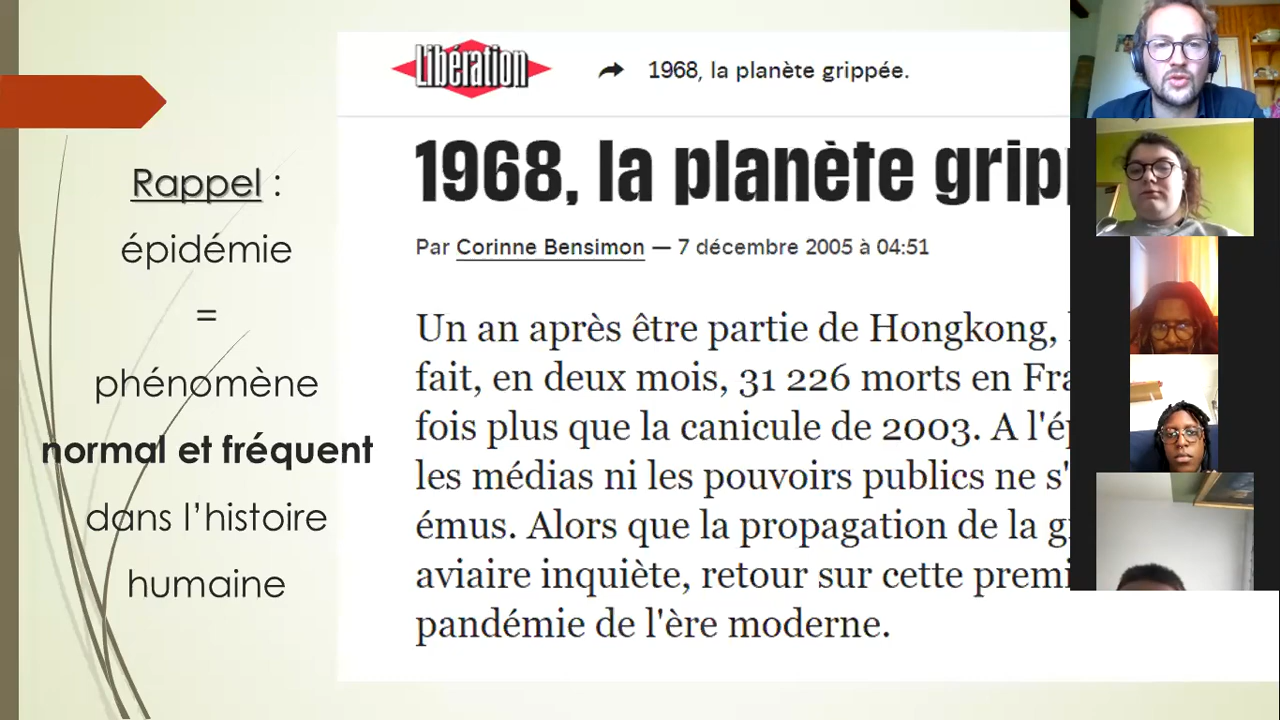 Rappel :
épidémie
=
phénomène
normal et fréquent
dans l’histoire
humaine
Libération
1968, la planète grippée.
1968, la planète gripp
Par Corinne Bensimon — 7 décembre 2005 à 04:51
Un an après être partie de Hongkong,
fait, en deux mois, 31 226 morts en Fra
fois plus que la canicule de 2003. A l'ép
les médias ni les pouvoirs publics ne s'
émus. Alors que la propagation de la g
aviaire inquiète, retour sur cette premi
pandémie de l'ère moderne.